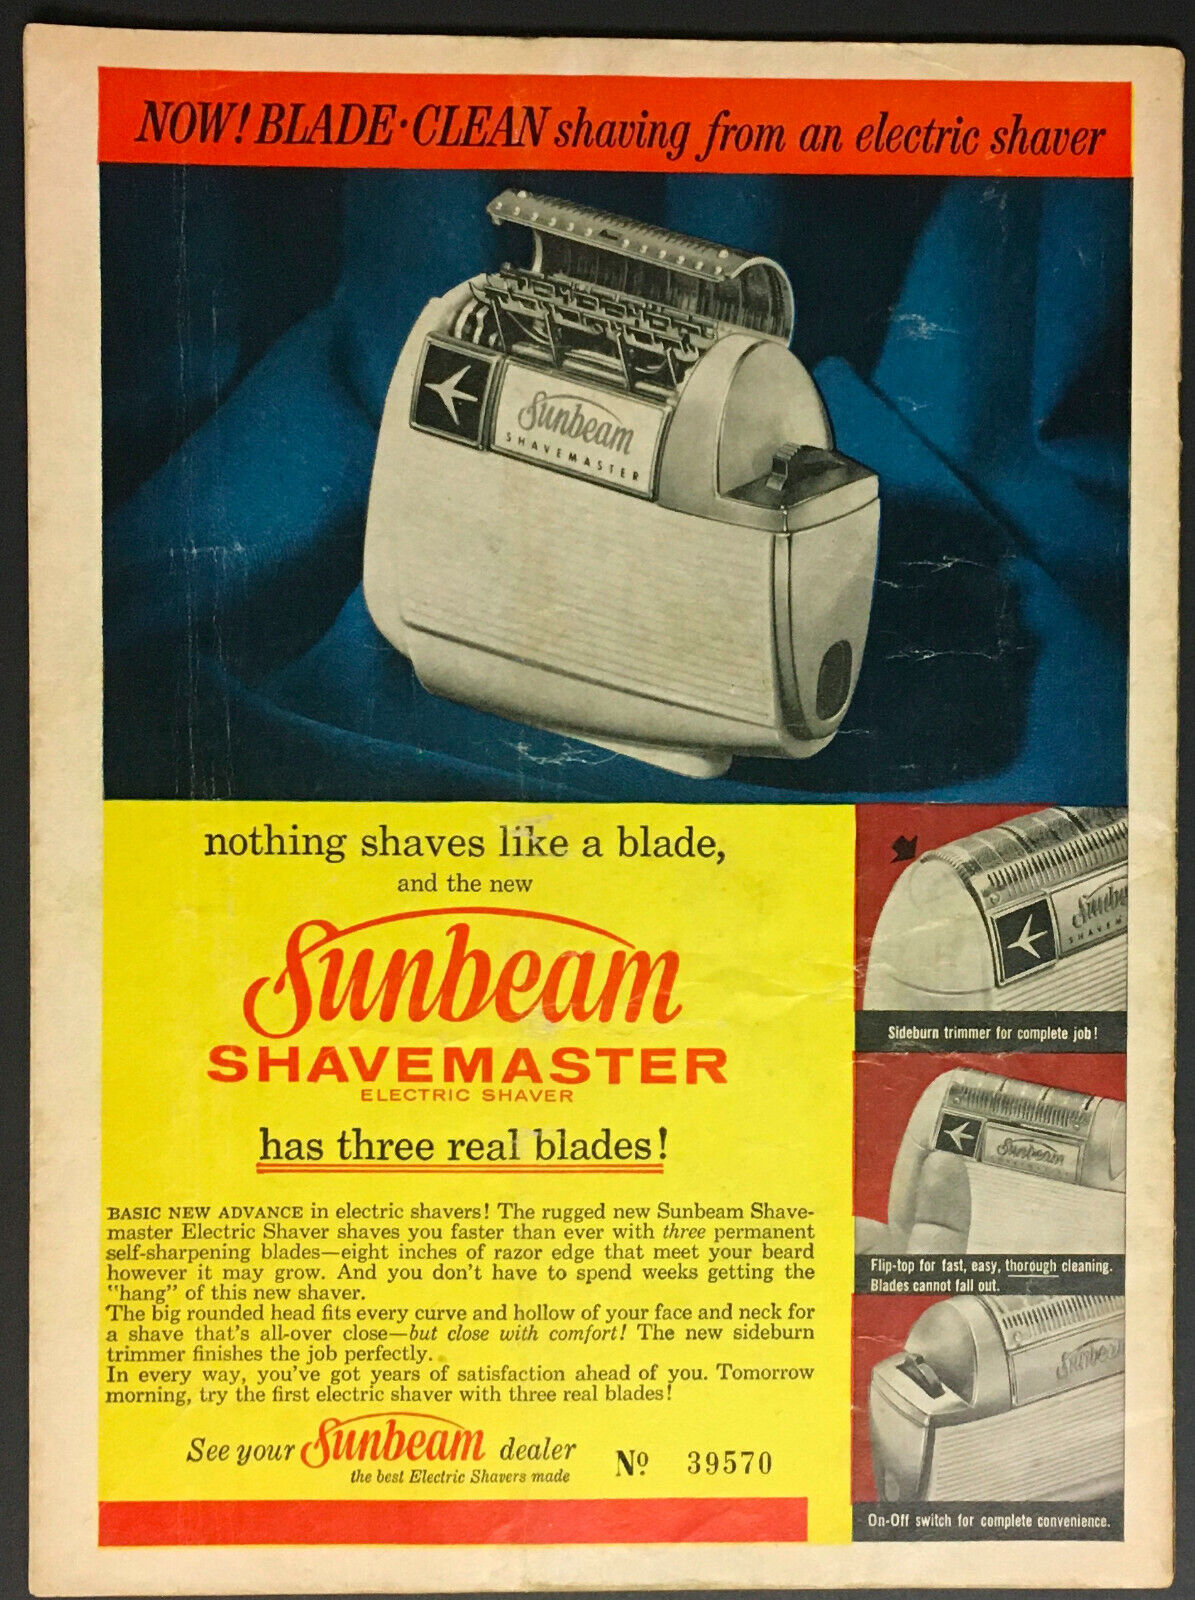 NOW! BLADE·CLEAN shaving from an electric shaver
Sunbeam
SHAVEMASTER
nothing shaves like a blade,
and the new
Sunbeam
SHAVEMASTER
ELECTRIC SHAVER
has three real blades!
BASIC NEW ADVANCE in electric shavers! The rugged new Sunbeam Shave-
master Electric Shaver shaves you faster than ever with three permanent
self-sharpening blades—eight inches of razor edge that meet your beard
however it may grow. And you don't have to spend weeks getting the
"hang" of this new shaver.
The big rounded head fits every curve and hollow of your face and neck for
a shave that's all-over close—but close with comfort! The new sideburn
trimmer finishes the job perfectly.
In every way, you've got years of satisfaction ahead of you. Tomorrow
morning, try the first electric shaver with three real blades!
See your Sunbeam dealer
the best Electric Shavers made
Nº 39570
Sunbe
SHAVEM
Sideburn trimmer for complete job!
Sunbeam
Flip-top for fast, easy, thorough cleaning.
Blades cannot fall out.
Sunbea
On-Off switch for complete convenience.